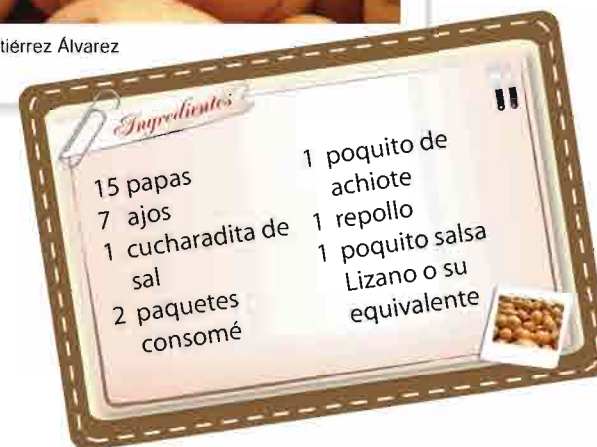 tiérrez Álvarez
Ingredientes
15 papas
7 ajos
1 cucharadita de
sal
2 paquetes
consomé
1 poquito de
achiote
1 repollo
1 poquito salsa
Lizano o su
equivalente